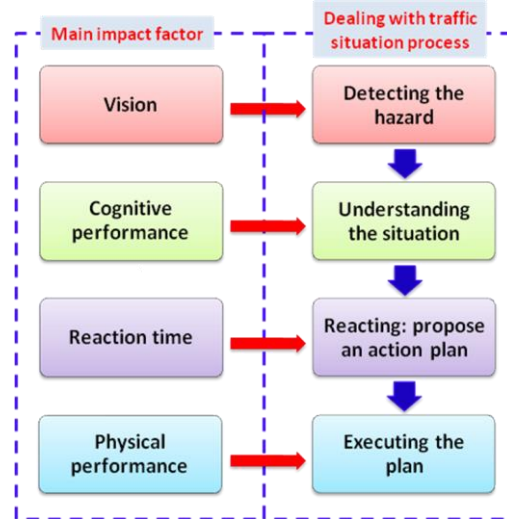 Main impact factor
Dealing with traffic
situation process
Vision
Detecting the
hazard
Cognitive
performance
Understanding
the situation
Reaction time
Reacting: propose
an action plan
Physical
performance
Executing the
plan